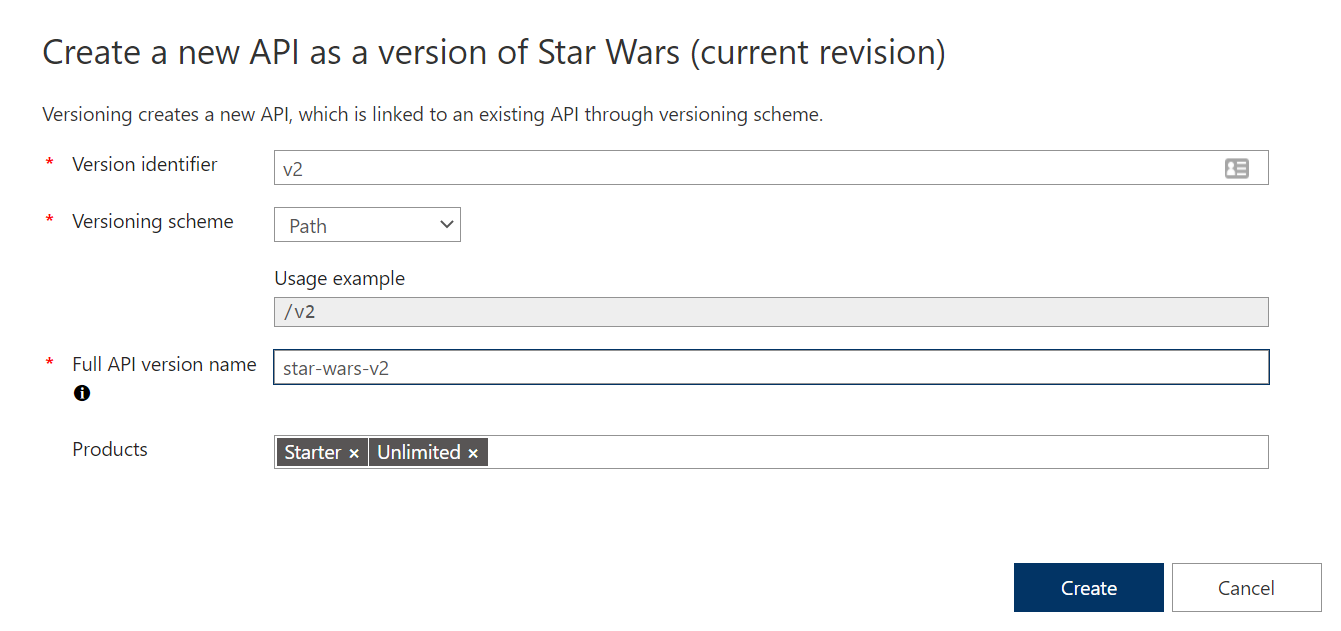 Create a new API as a version of Star Wars (current revision)
Versioning creates a new API, which is linked to an existing API through versioning scheme.
* Version identifier v2
* Versioning scheme Path
Usage example
/v2
* Full API version name star-wars-v2
Products Starter × Unlimited ×
Create Cancel